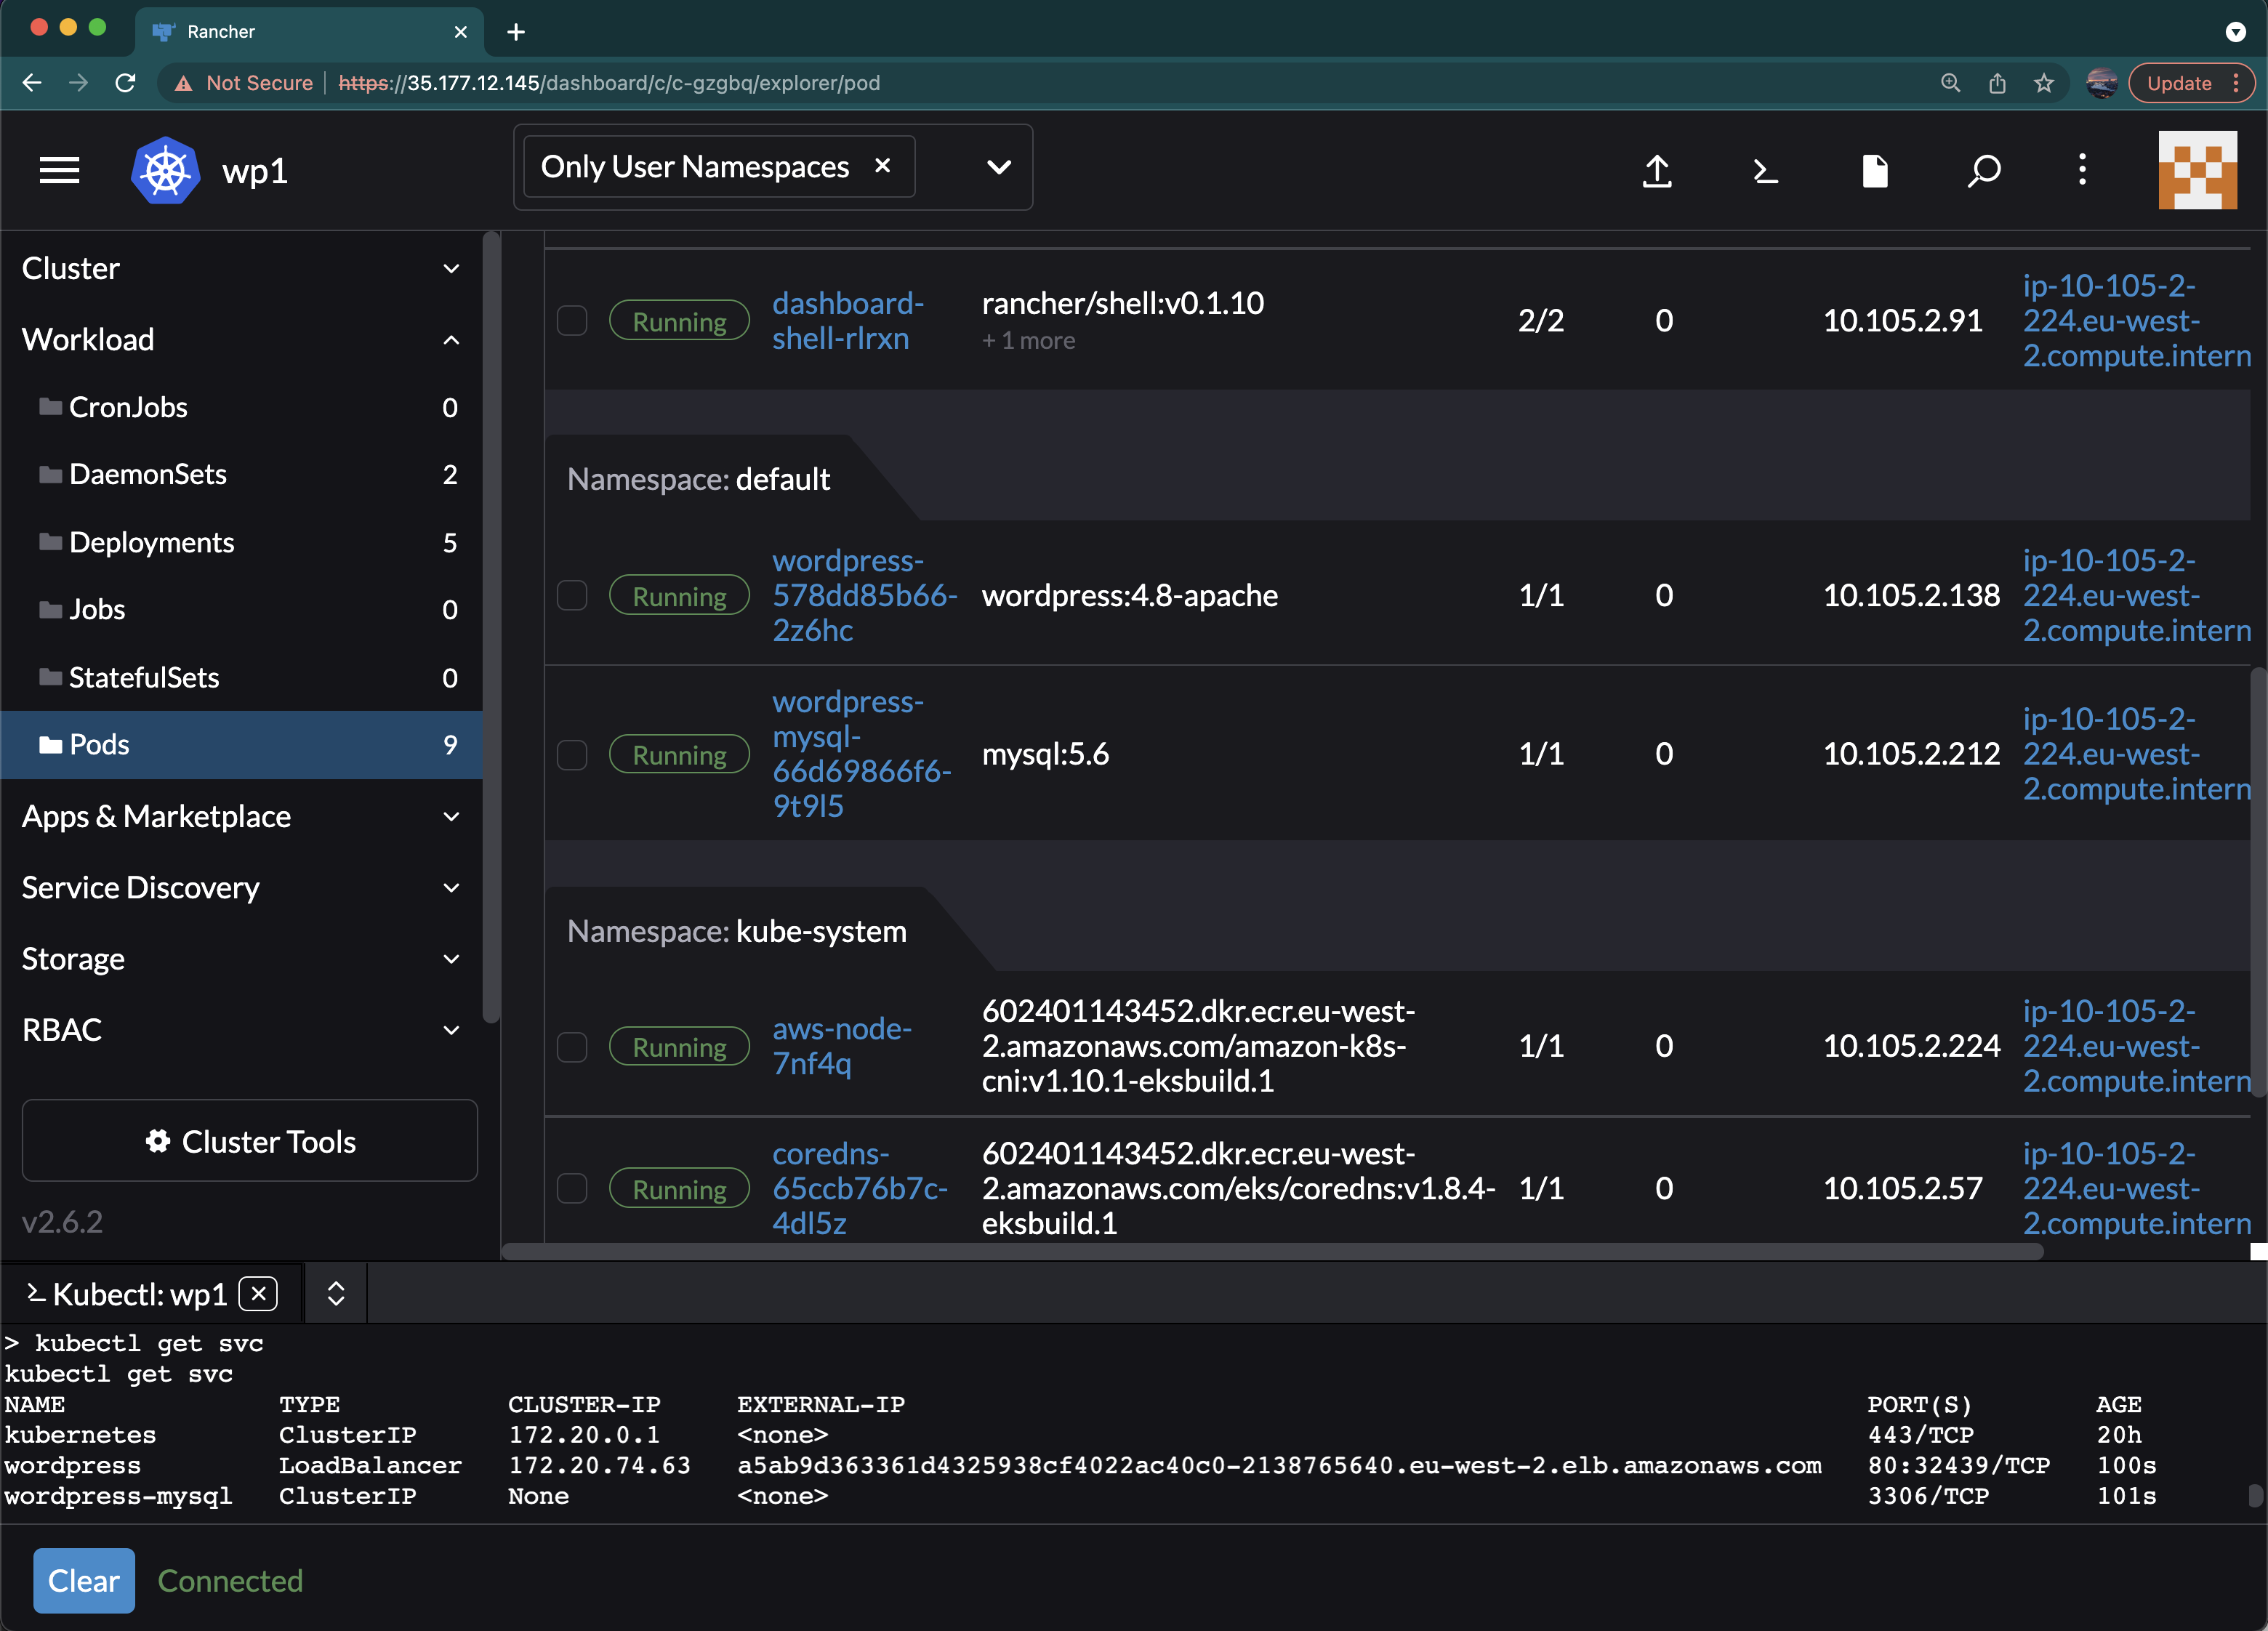 Rancher
Not Secure
https://35.177.12.145/dashboard/c/c-gzgbq/explorer/pod
Update
wp1
Only User Namespaces
Cluster
Workload
CronJobs 0
DaemonSets 2
Deployments 5
Jobs 0
StatefulSets 0
Pods 9
Apps & Marketplace
Service Discovery
Storage
RBAC
Cluster Tools
v2.6.2
Running
dashboard-
shell-rlrxn
rancher/shell:v0.1.10
+ 1 more
2/2
0
10.105.2.91
ip-10-105-2-
224.eu-west-
2.compute.intern
Namespace: default
Running
wordpress-
578dd85b66-
2z6hc
wordpress:4.8-apache
1/1
0
10.105.2.138
ip-10-105-2-
224.eu-west-
2.compute.intern
Running
wordpress-
mysql-
66d69866f6-
9t9l5
mysql:5.6
1/1
0
10.105.2.212
ip-10-105-2-
224.eu-west-
2.compute.intern
Namespace: kube-system
Running
aws-node-
7nf4q
602401143452.dkr.ecr.eu-west-
2.amazonaws.com/amazon-k8s-
cni:v1.10.1-eksbuild.1
1/1
0
10.105.2.224
ip-10-105-2-
224.eu-west-
2.compute.intern
Running
coredns-
65ccb76b7c-
4dl5z
602401143452.dkr.ecr.eu-west-
2.amazonaws.com/eks/coredns:v1.8.4-
eksbuild.1
1/1
0
10.105.2.57
ip-10-105-2-
224.eu-west-
2.compute.intern
Kubectl: wp1
> kubectl get svc
kubectl get svc
NAME TYPE CLUSTER-IP EXTERNAL-IP PORT(S) AGE
kubernetes ClusterIP 172.20.0.1 <none> 443/TCP 20h
wordpress LoadBalancer 172.20.74.63 a5ab9d363361d4325938cf4022ac40c0-2138765640.eu-west-2.elb.amazonaws.com 80:32439/TCP 100s
wordpress-mysql ClusterIP None <none> 3306/TCP 101s
Clear
Connected